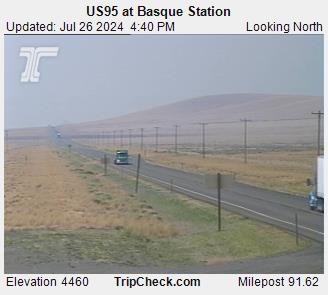 US95 at Basque Station
Updated: Jul 26 2024 4:40 PM Looking North
Elevation 4460 TripCheck.com Milepost 91.62